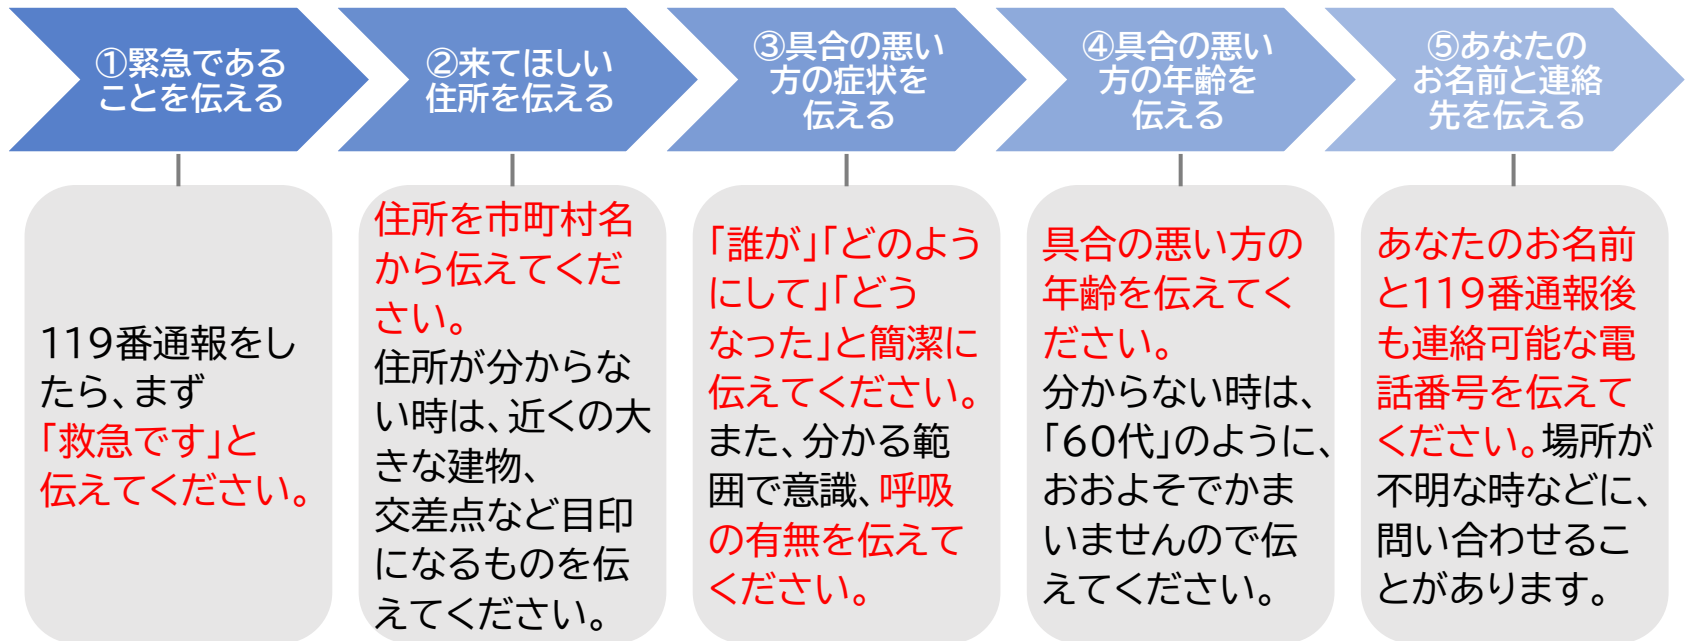 ①緊急である
ことを伝える
②来てほしい
住所を伝える
③具合の悪い
方の症状を
伝える
④具合の悪い
方の年齢を
伝える
⑤あなたの
お名前と連絡
先を伝える
119番通報をし
たら、まず
「救急です」と
伝えてください。
住所を市町村名
から伝えてくだ
さい。
住所が分からな
い時は、近くの大
きな建物、
交差点など目印
になるものを伝
えてください。
「誰が」「どのよう
にして」「どう
なった」と簡潔に
伝えてください。
また、分かる範
囲で意識、呼吸
の有無を伝えて
ください。
具合の悪い方の
年齢を伝えてく
ださい。
分からない時は、
「60代」のように、
おおよそでかま
いませんので伝
えてください。
あなたのお名前
と119番通報後
も連絡可能な電
話番号を伝えて
ください。場所が
不明な時などに、
問い合わせるこ
とがあります。